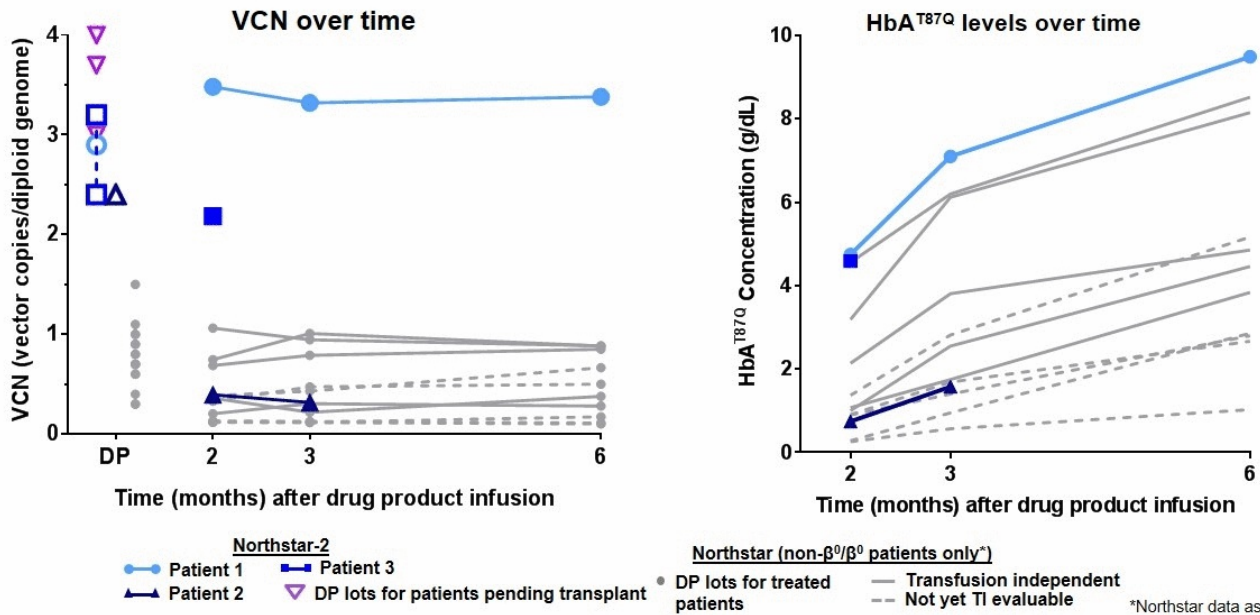 VCN over time
VCN (vector copies/diploid genome)
4
3
2
1
0
DP 2 3 6
Time (months) after drug product infusion
HbAᵀ⁸⁷Q levels over time
HbAᵀ⁸⁷Q Concentration (g/dL)
10
8
6
4
2
0
2 3 6
Time (months) after drug product infusion
Northstar-2
Patient 1
Patient 3
Patient 2
DP lots for patients pending transplant
Northstar (non-β⁰/β⁰ patients only*)
DP lots for treated
patients
Transfusion independent
Not yet TI evaluable
*Northstar data as